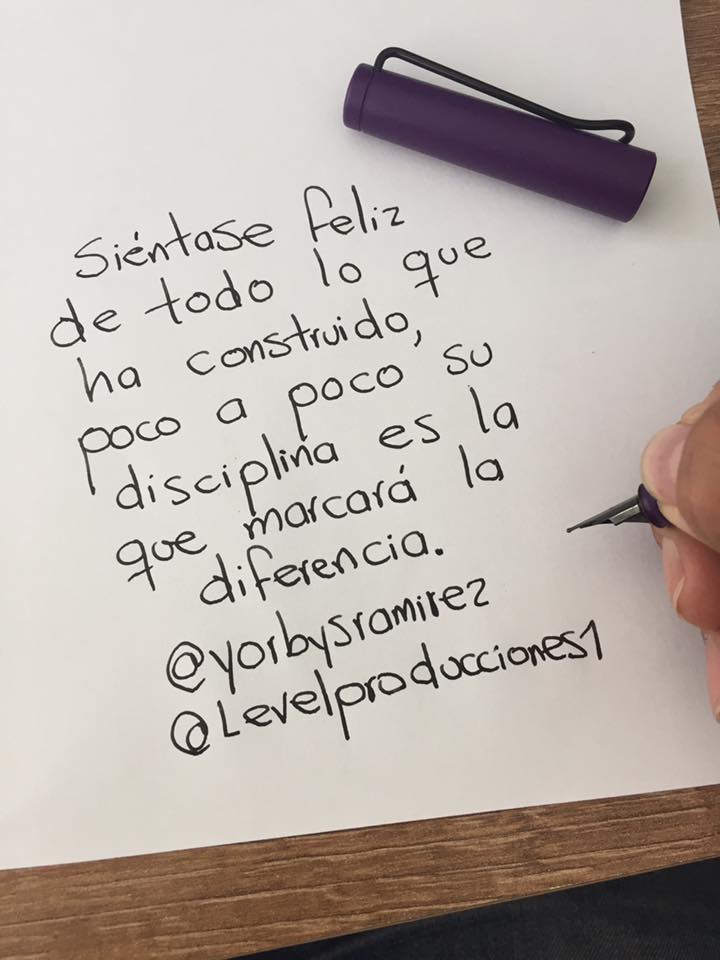 Siéntase feliz
de todo lo que
ha construido,
poco a poco su
disciplina es la
que marcará la
diferencia.
@yorbysramirez
@Levelproducciones1